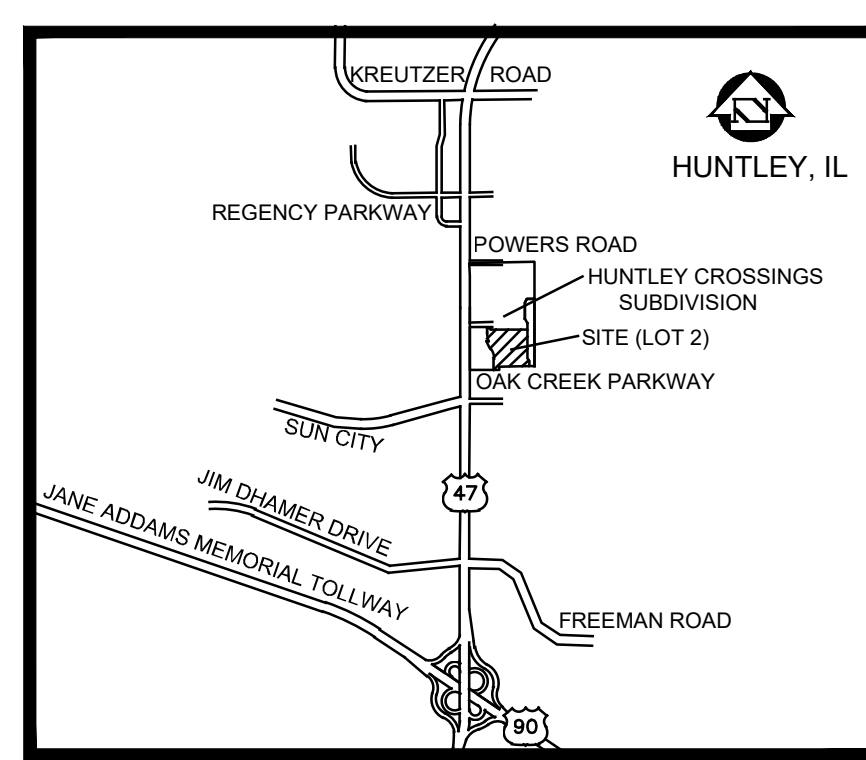 KREUTZER ROAD
N
HUNTLEY, IL
REGENCY PARKWAY
POWERS ROAD
HUNTLEY CROSSINGS
SUBDIVISION
SITE (LOT 2)
OAK CREEK PARKWAY
SUN CITY
47
JIM DHAMER DRIVE
JANE ADDAMS MEMORIAL TOLLWAY
FREEMAN ROAD
90